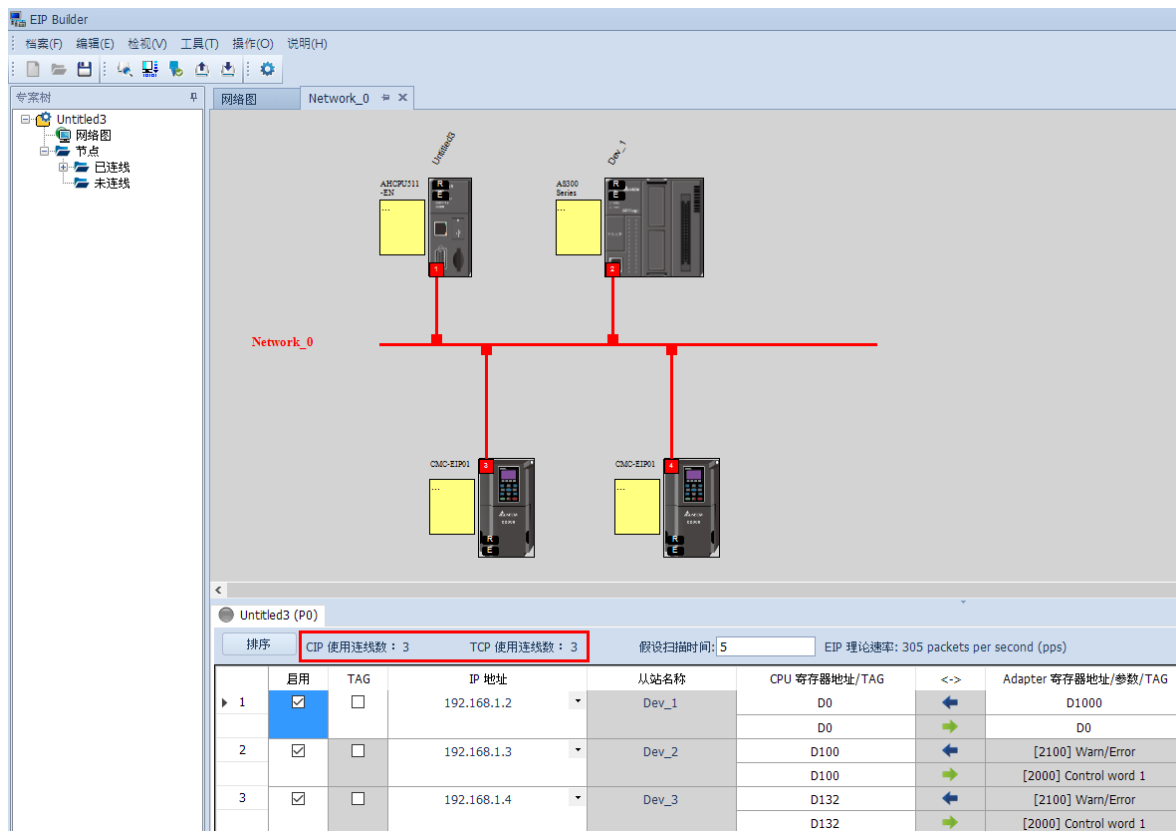 EIP Builder
档案(F) 编辑(E) 检视(V) 工具(T) 操作(O) 说明(H)
专案树
网络图 Network_0
Untitled3
网络图
节点
已连线
未连线
Untitled3 Dev_1
AHCPU511 AS300
-EN Series
... ...
R R
E E
1 2
Network_0
CMC-EIP01 3 CMC-EIP01 4
... ...
R R
E E
Untitled3 (P0)
排序 CIP 使用连线数： 3 TCP 使用连线数： 3 假设扫描时间: 5 EIP 理论速率: 305 packets per second (pps)
启用 TAG IP 地址 从站名称 CPU 寄存器地址/TAG <-> Adapter 寄存器地址/参数/TAG
1 192.168.1.2 Dev_1 D0 D1000
D0 D0
2 192.168.1.3 Dev_2 D100 [2100] Warn/Error
D100 [2000] Control word 1
3 192.168.1.4 Dev_3 D132 [2100] Warn/Error
D132 [2000] Control word 1